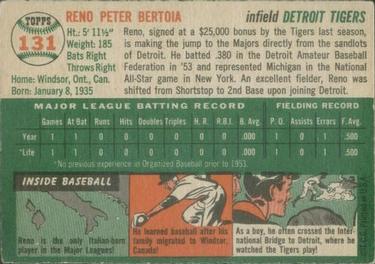 TOPPS
131
RENO PETER BERTOIA
infield DETROIT TIGERS
Ht.: 5'11½"
Weight: 185
Bats Right
Throws Right
Home: Windsor, Ont., Can.
Born: January 8, 1935
Reno, signed at a $25,000 bonus by the Tigers last season,
is making the jump to the Majors directly from the sandlots
of Detroit. He batted .380 in the Detroit Amateur Baseball
Federation in '53 and represented Michigan in the National
All-Star game in New York. An excellent fielder, Reno was
shifted from Shortstop to 2nd Base upon joining Detroit.
MAJOR LEAGUE BATTING RECORD
FIELDING RECORD
Games At Bat Runs Hits Doubles Triples H. R. R.B.I. B. Avg. P. O. Assists Errors F. Avg.
Year 1 1 0 0 0 0 0 0 .000 1 0 1 .500
*Life 1 1 0 0 0 0 0 0 .000 1 0 1 .500
*No previous experience in Organized Baseball prior to 1953.
INSIDE BASEBALL
Reno is the only Italian-born
player in the Major Leagues!
He learned baseball after his
family migrated to Windsor,
Canada!
As a boy, he often crossed the Inter-
national Bridge to Detroit, where he
watched the Tigers play!